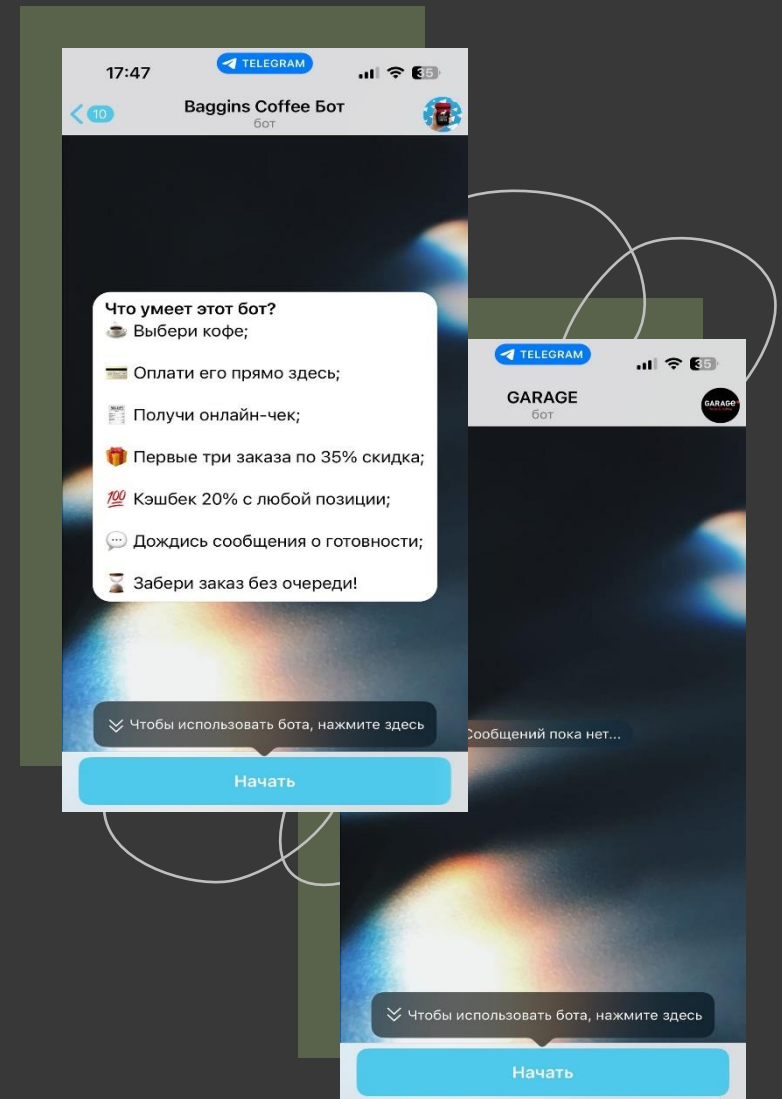 17:47
TELEGRAM
35
10
Baggins Coffee Бот
бот
Что умеет этот бот?
☕ Выбери кофе;
💳 Оплати его прямо здесь;
🧾 Получи онлайн-чек;
🎁 Первые три заказа по 35% скидка;
💯 Кэшбек 20% с любой позиции;
💬 Дождись сообщения о готовности;
⏳ Забери заказ без очереди!
Чтобы использовать бота, нажмите здесь
Начать
TELEGRAM
35
GARAGE
бот
GARAGE
Сообщений пока нет...
Чтобы использовать бота, нажмите здесь
Начать